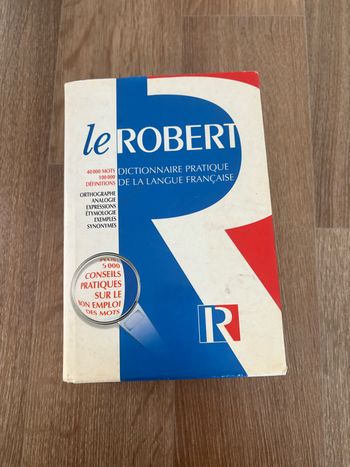 le ROBERT
40 000 MOTS
100 000
DÉFINITIONS
DICTIONNAIRE PRATIQUE
DE LA LANGUE FRANÇAISE
ORTHOGRAPHE
ANALOGIE
EXPRESSIONS
ÉTYMOLOGIE
EXEMPLES
SYNONYMES
5 000
CONSEILS
PRATIQUES
SUR LE
BON EMPLOI
DES MOTS
R